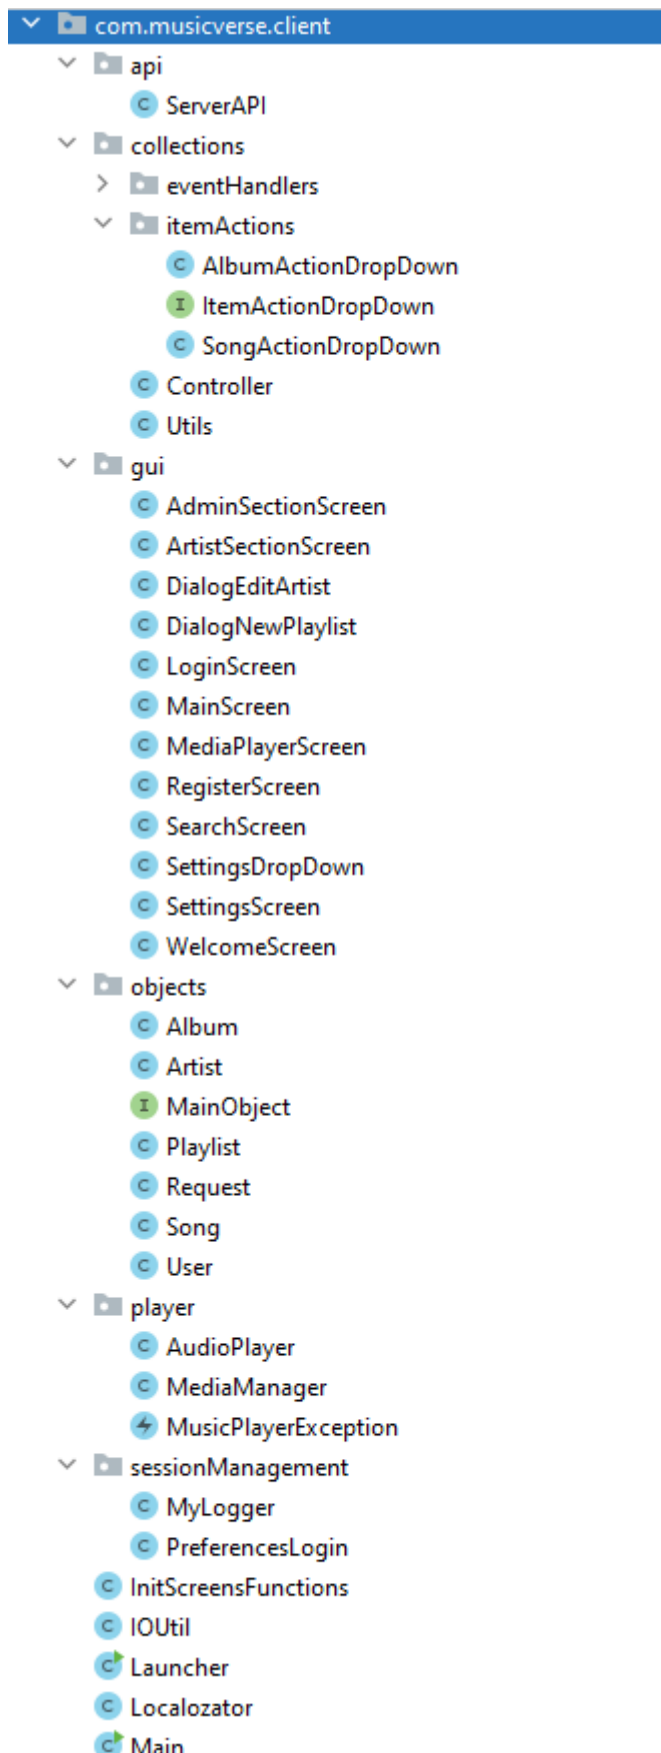 com.musicverse.client
api
C ServerAPI
collections
eventHandlers
itemActions
C AlbumActionDropDown
I ItemActionDropDown
C SongActionDropDown
C Controller
C Utils
gui
C AdminSectionScreen
C ArtistSectionScreen
C DialogEditArtist
C DialogNewPlaylist
C LoginScreen
C MainScreen
C MediaPlayerScreen
C RegisterScreen
C SearchScreen
C SettingsDropDown
C SettingsScreen
C WelcomeScreen
objects
C Album
C Artist
I MainObject
C Playlist
C Request
C Song
C User
player
C AudioPlayer
C MediaManager
MusicPlayerException
sessionManagement
C MyLogger
C PreferencesLogin
C InitScreensFunctions
C IOUtil
C Launcher
C Localozator
C Main